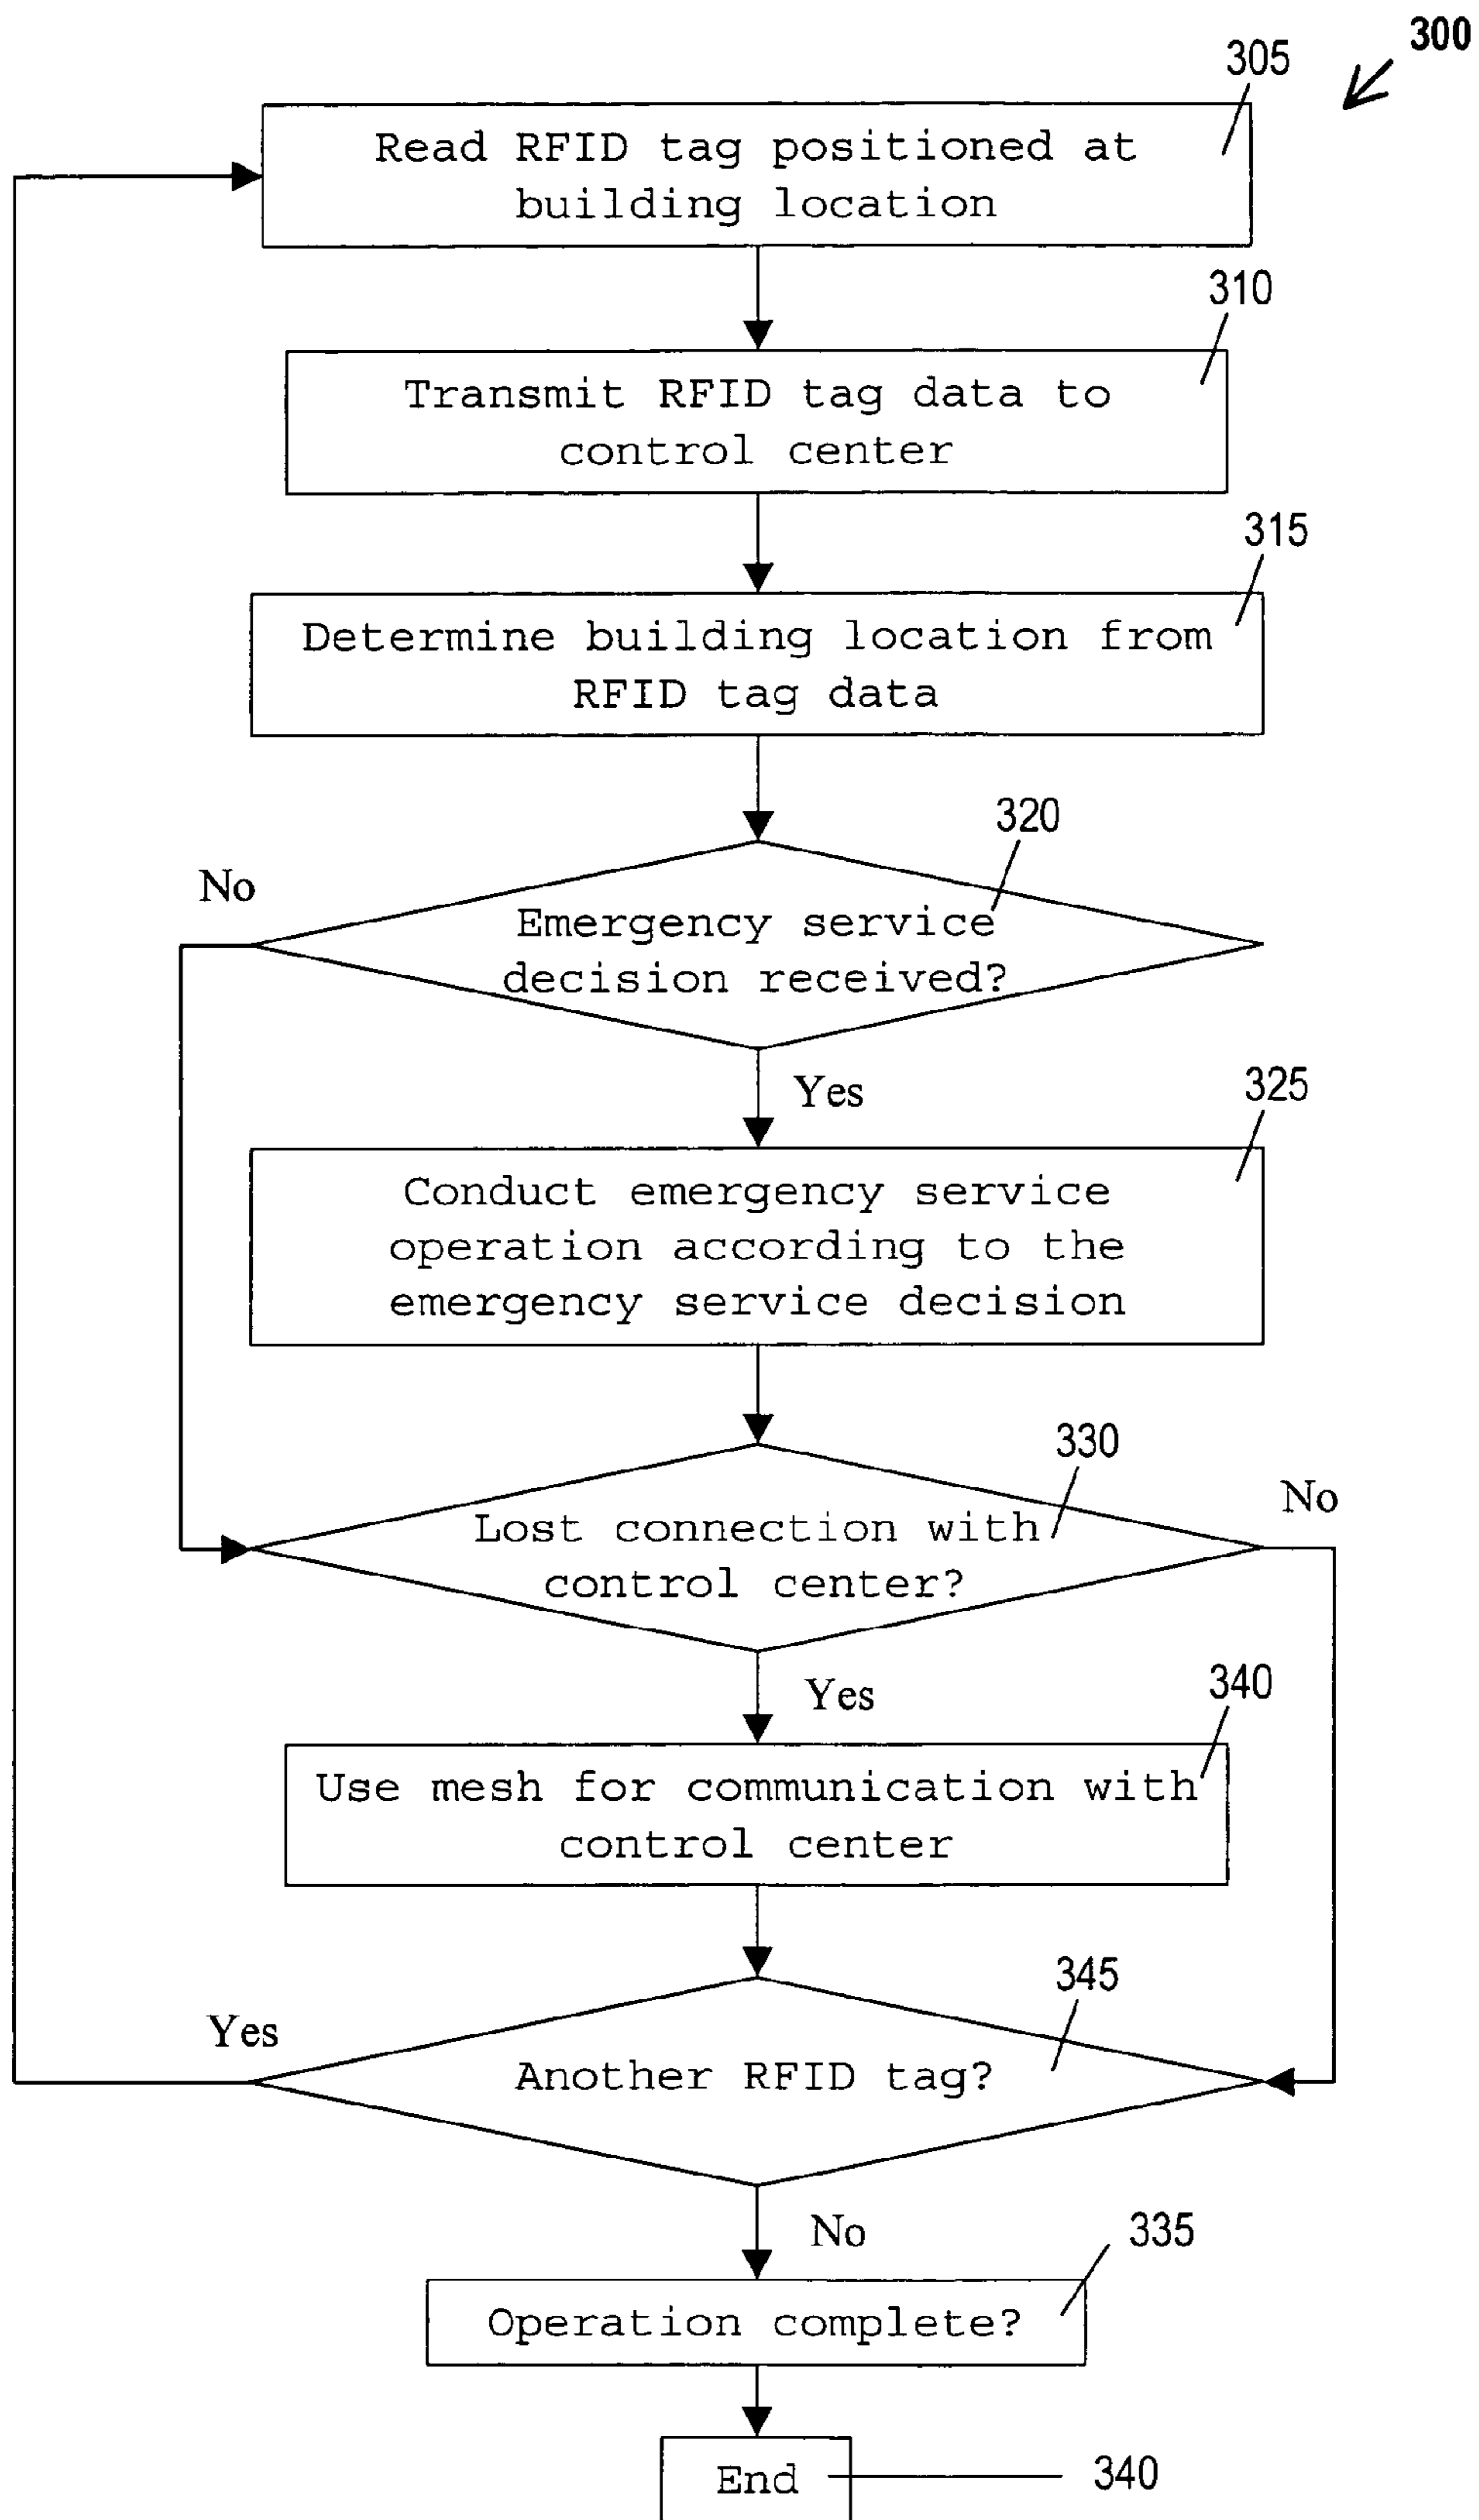 300
305
Read RFID tag positioned at
building location
310
Transmit RFID tag data to
control center
315
Determine building location from
RFID tag data
320
No
Emergency service
decision received?
Yes
325
Conduct emergency service
operation according to the
emergency service decision
330
No
Lost connection with
control center?
Yes
340
Use mesh for communication with
control center
345
Yes
Another RFID tag?
No
335
Operation complete?
End
340